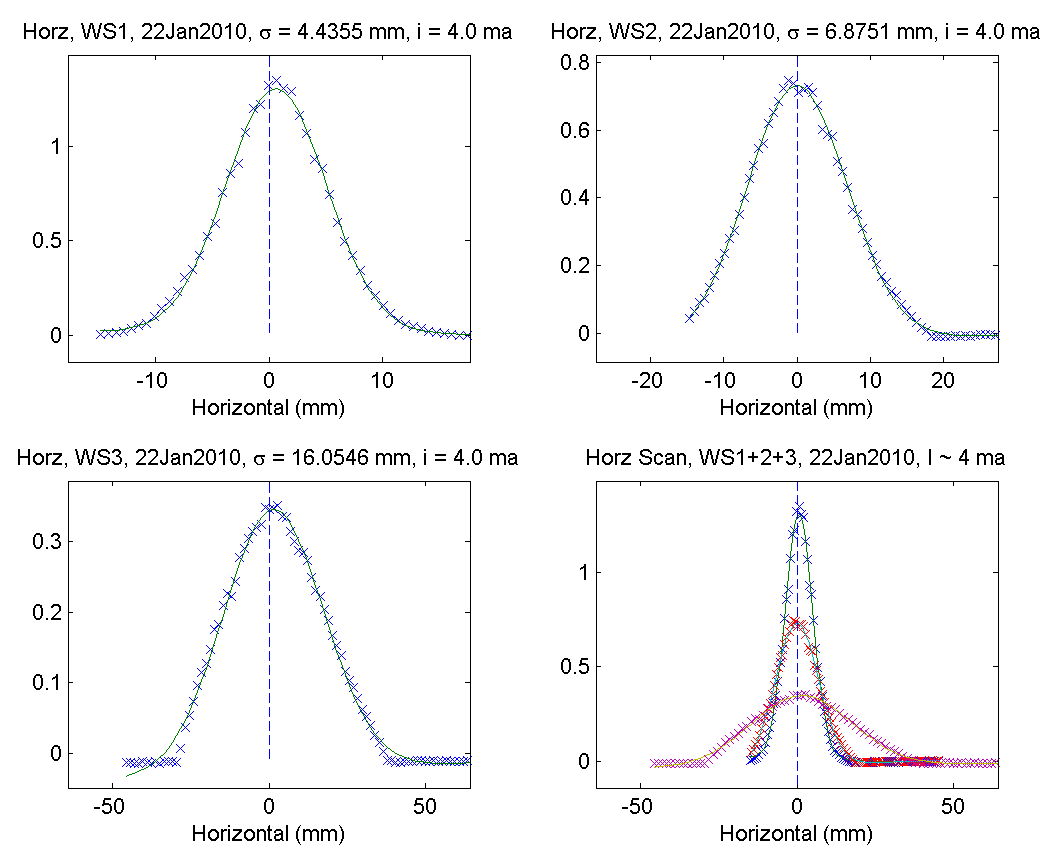 Horz, WS1, 22Jan2010, σ = 4.4355 mm, i = 4.0 ma
1
0.5
0
-10 0 10
Horizontal (mm)
Horz, WS2, 22Jan2010, σ = 6.8751 mm, i = 4.0 ma
0.8
0.6
0.4
0.2
0
-20 -10 0 10 20
Horizontal (mm)
Horz, WS3, 22Jan2010, σ = 16.0546 mm, i = 4.0 ma
0.3
0.2
0.1
0
-50 0 50
Horizontal (mm)
Horz Scan, WS1+2+3, 22Jan2010, I ~ 4 ma
1
0.5
0
-50 0 50
Horizontal (mm)